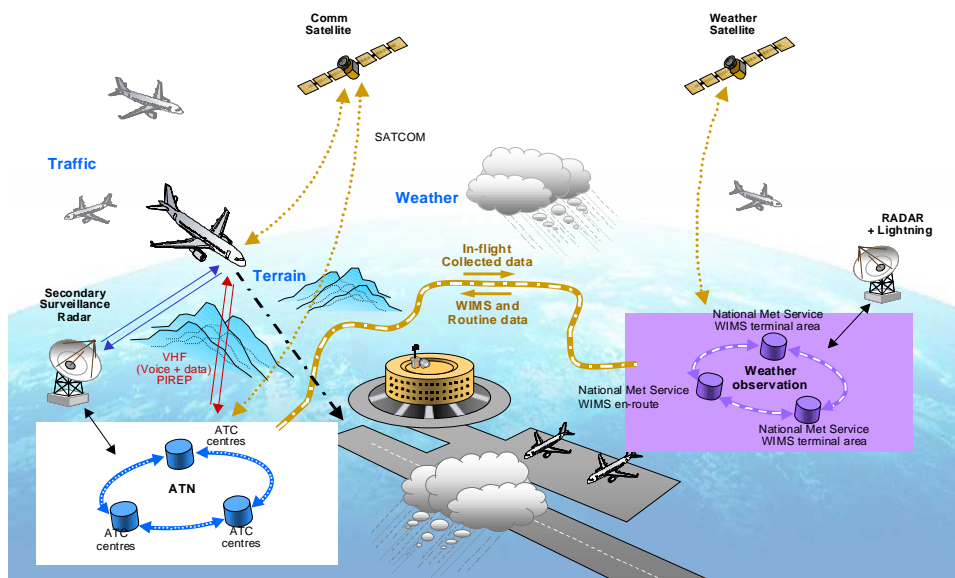 Comm
Satellite
Weather
Satellite
SATCOM
Traffic
Weather
RADAR
+ Lightning
In-flight
Collected data
Terrain
Secondary
Surveillance
Radar
WIMS and
Routine data
National Met Service
WIMS terminal area
VHF
(Voice + data)
PIREP
Weather
observation
National Met Service
WIMS en-route
National Met Service
WIMS terminal area
ATC
centres
ATN
ATC
centres
ATC
centres